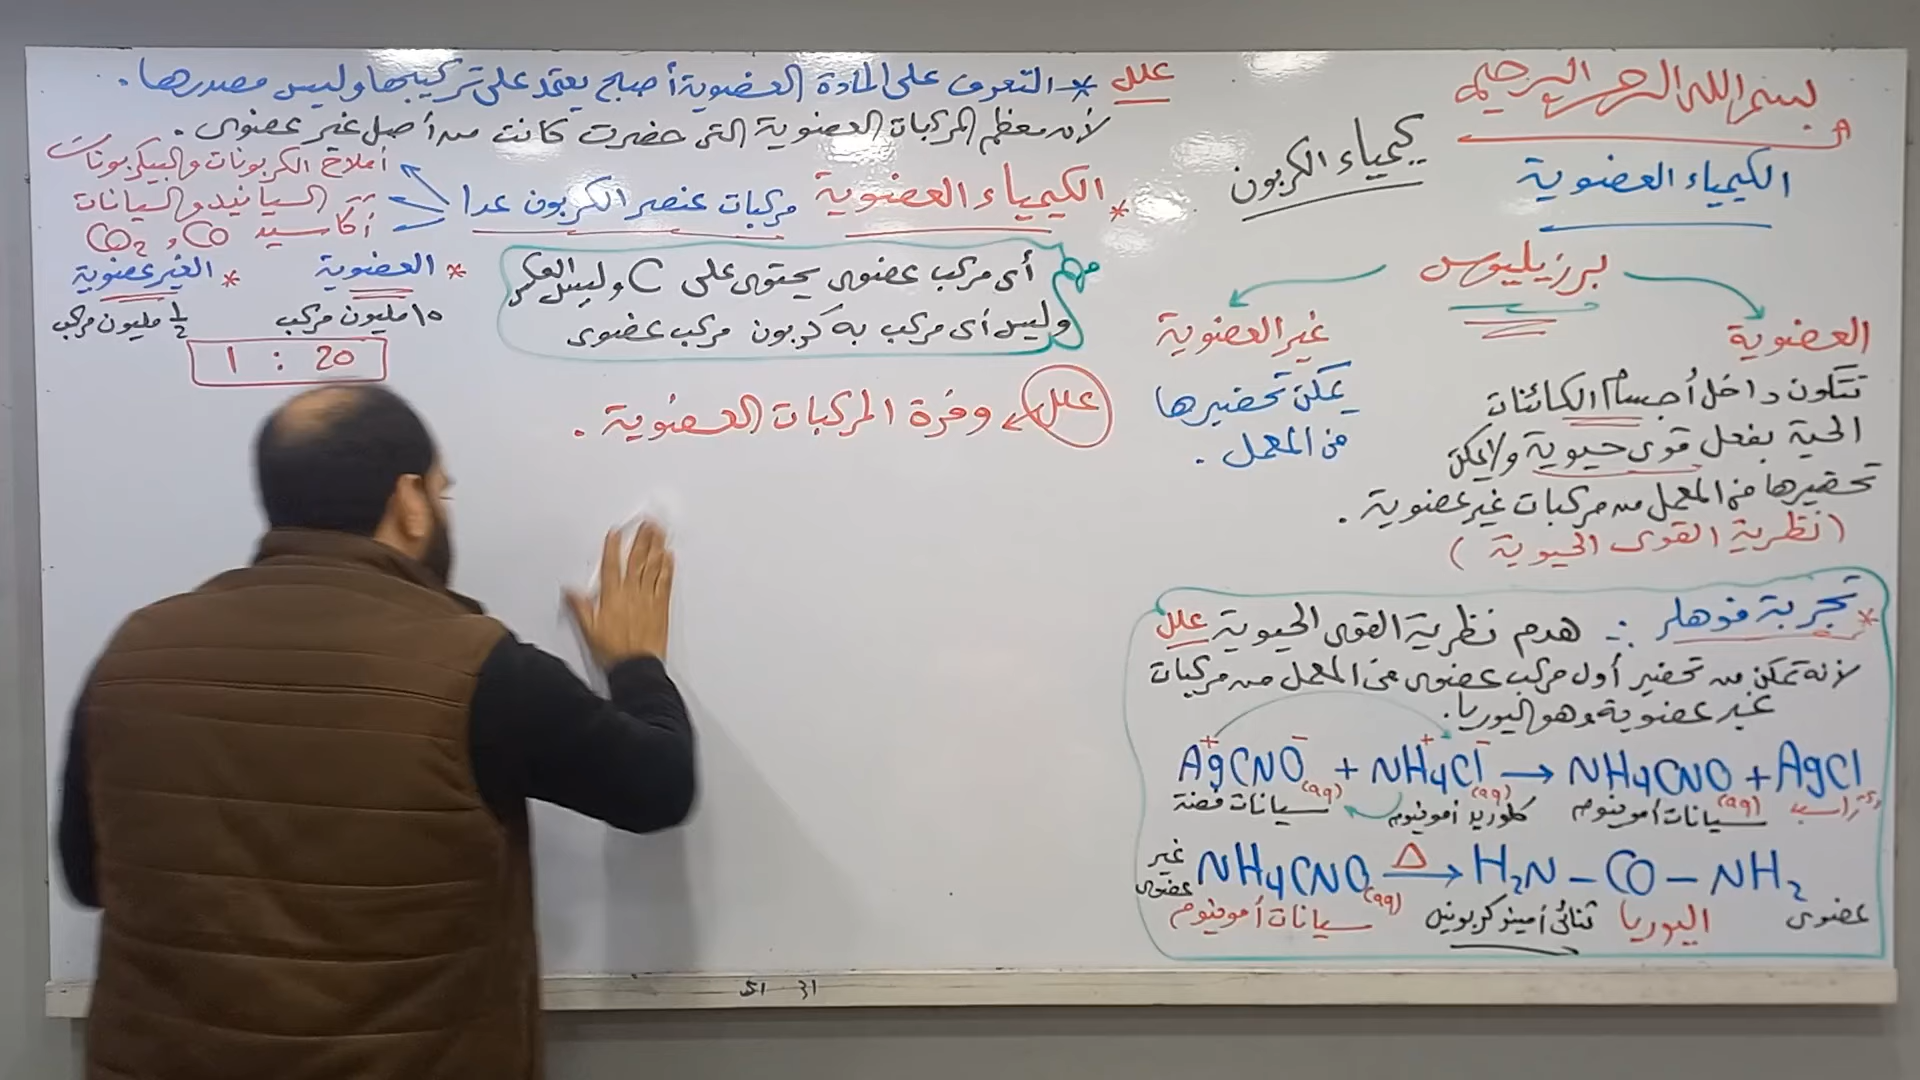 بسم الله الرحمن الرحيم
الكيمياء العضوية
كيمياء الكربون
برزيليوس
العضوية
تتكون داخل أجسام الكائنات
الحية بفعل قوى حيوية ولا يمكن
تحضيرها فى المعمل من مركبات غير عضوية .
( نظرية القوى الحيوية )
غير العضوية
يمكن تحضيرها
فى المعمل .
* تجربة فوهلر :- هدم نظرية القوى الحيوية علل
لأنه تمكن من تحضير أول مركب عضوى فى المعمل من مركبات
غير عضوية وهو اليوريا .
AgCNO + NH4Cl → NH4CNO + AgCl
+ - + -
(aq) (aq) (aq)
سيانات فضة كلوريد أمونيوم سيانات أمونيوم
غير عضوى NH4CNO(aq) Δ→ H2N - CO - NH2
سيانات أمونيوم ثنائى أمينو كربونيل اليوريا عضوى
علل * التعرف على المادة العضوية أصبح يعتمد على تركيبها وليس مصدرها .
لأن معظم المركبات العضوية التى حضرت كانت من أصل غير عضوى .
* الكيمياء العضوية مركبات عنصر الكربون عدا
أملاح الكربونات والبيكربونات
السيانيد والسيانات
أكاسيد CO , CO2
مهم
أى مركب عضوى يحتوى على C وليس العكس
وليس أى مركب به كربون مركب عضوى
* العضوية
١٠ مليون مركب
* الغير عضوية
½ مليون مركب
1 : 20
علل وفرة المركبات العضوية .